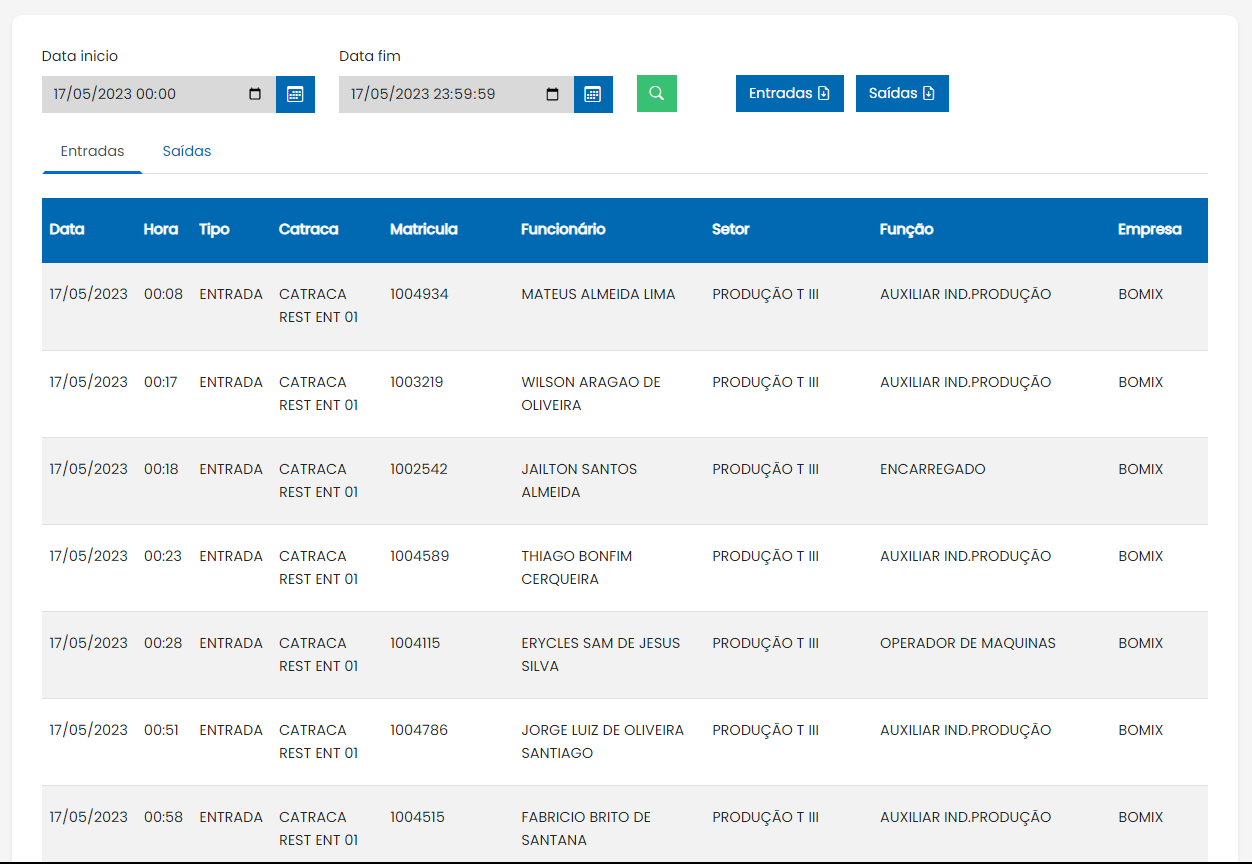 Data inicio Data fim
17/05/2023 00:00 17/05/2023 23:59:59 Entradas Saídas
Entradas Saídas
Data Hora Tipo Catraca Matricula Funcionário Setor Função Empresa
17/05/2023 00:08 ENTRADA CATRACA 1004934 MATEUS ALMEIDA LIMA PRODUÇÃO T III AUXILIAR IND.PRODUÇÃO BOMIX
REST ENT 01
17/05/2023 00:17 ENTRADA CATRACA 1003219 WILSON ARAGAO DE PRODUÇÃO T III AUXILIAR IND.PRODUÇÃO BOMIX
REST ENT 01 OLIVEIRA
17/05/2023 00:18 ENTRADA CATRACA 1002542 JAILTON SANTOS PRODUÇÃO T III ENCARREGADO BOMIX
REST ENT 01 ALMEIDA
17/05/2023 00:23 ENTRADA CATRACA 1004589 THIAGO BONFIM PRODUÇÃO T III AUXILIAR IND.PRODUÇÃO BOMIX
REST ENT 01 CERQUEIRA
17/05/2023 00:28 ENTRADA CATRACA 1004115 ERYCLES SAM DE JESUS PRODUÇÃO T III OPERADOR DE MAQUINAS BOMIX
REST ENT 01 SILVA
17/05/2023 00:51 ENTRADA CATRACA 1004786 JORGE LUIZ DE OLIVEIRA PRODUÇÃO T III AUXILIAR IND.PRODUÇÃO BOMIX
REST ENT 01 SANTIAGO
17/05/2023 00:58 ENTRADA CATRACA 1004515 FABRICIO BRITO DE PRODUÇÃO T III AUXILIAR IND.PRODUÇÃO BOMIX
REST ENT 01 SANTANA